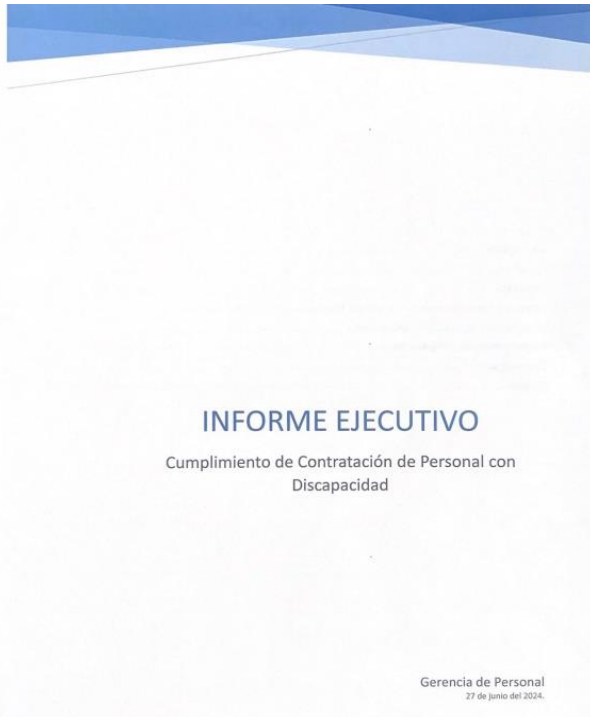 INFORME EJECUTIVO
Cumplimiento de Contratación de Personal con
Discapacidad
Gerencia de Personal
27 de junio del 2024.